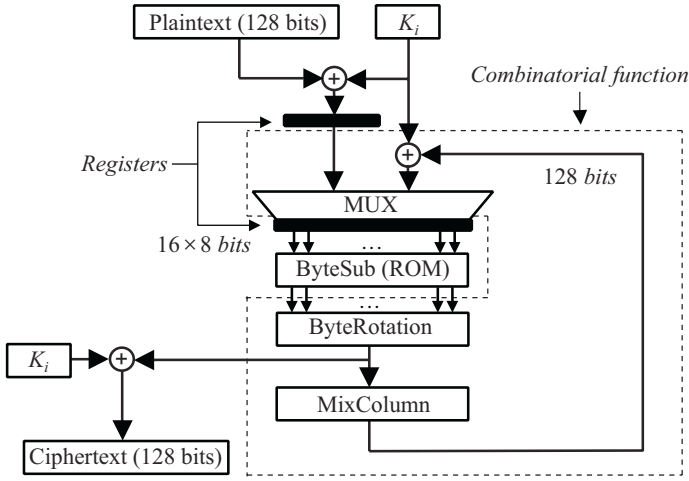 Plaintext (128 bits)
K_i
Combinatorial function
+
Registers
+
128 bits
MUX
16 × 8 bits
...
ByteSub (ROM)
...
ByteRotation
K_i
+
MixColumn
Ciphertext (128 bits)